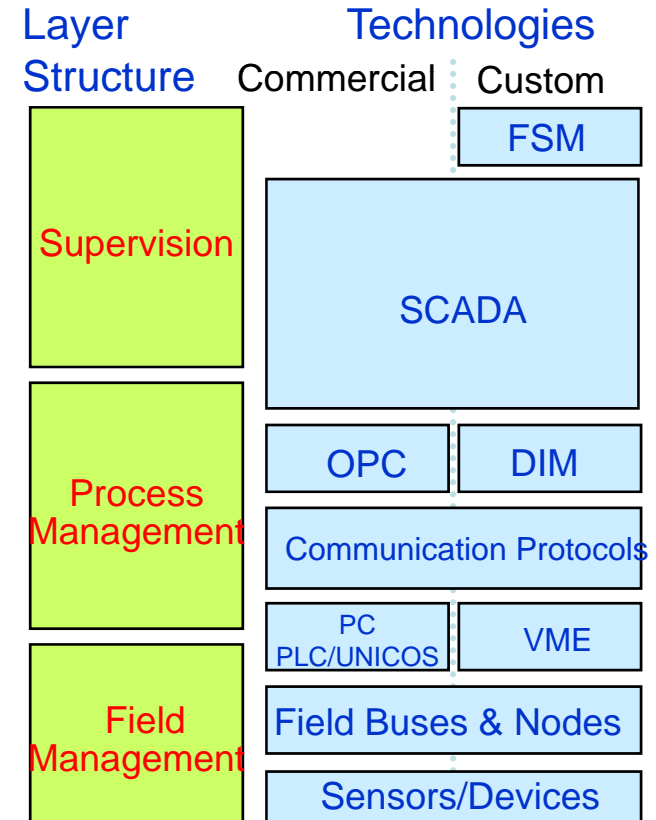 Layer
Structure
Technologies
Commercial
Custom
FSM
Supervision
SCADA
OPC
DIM
Process
Management
Communication Protocols
PC
PLC/UNICOS
VME
Field
Management
Field Buses & Nodes
Sensors/Devices